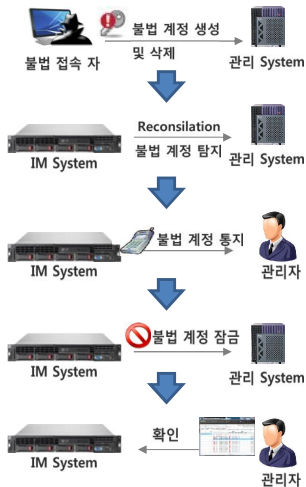 불법 계정 생성
및 삭제
불법 접속 자
관리 System
Reconsilation
불법 계정 탐지
IM System
관리 System
불법 계정 통지
IM System
관리자
불법 계정 잠금
IM System
관리 System
확인
IM System
관리자